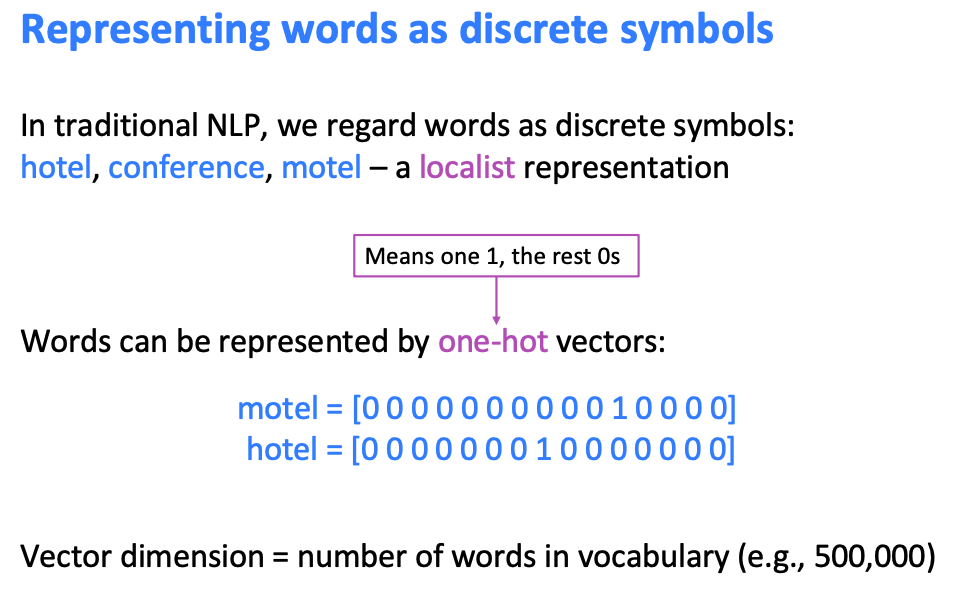 Representing words as discrete symbols
In traditional NLP, we regard words as discrete symbols:
hotel, conference, motel – a localist representation
Means one 1, the rest 0s
Words can be represented by one-hot vectors:
motel = [0 0 0 0 0 0 0 0 0 0 1 0 0 0 0]
hotel = [0 0 0 0 0 0 0 1 0 0 0 0 0 0 0]
Vector dimension = number of words in vocabulary (e.g., 500,000)